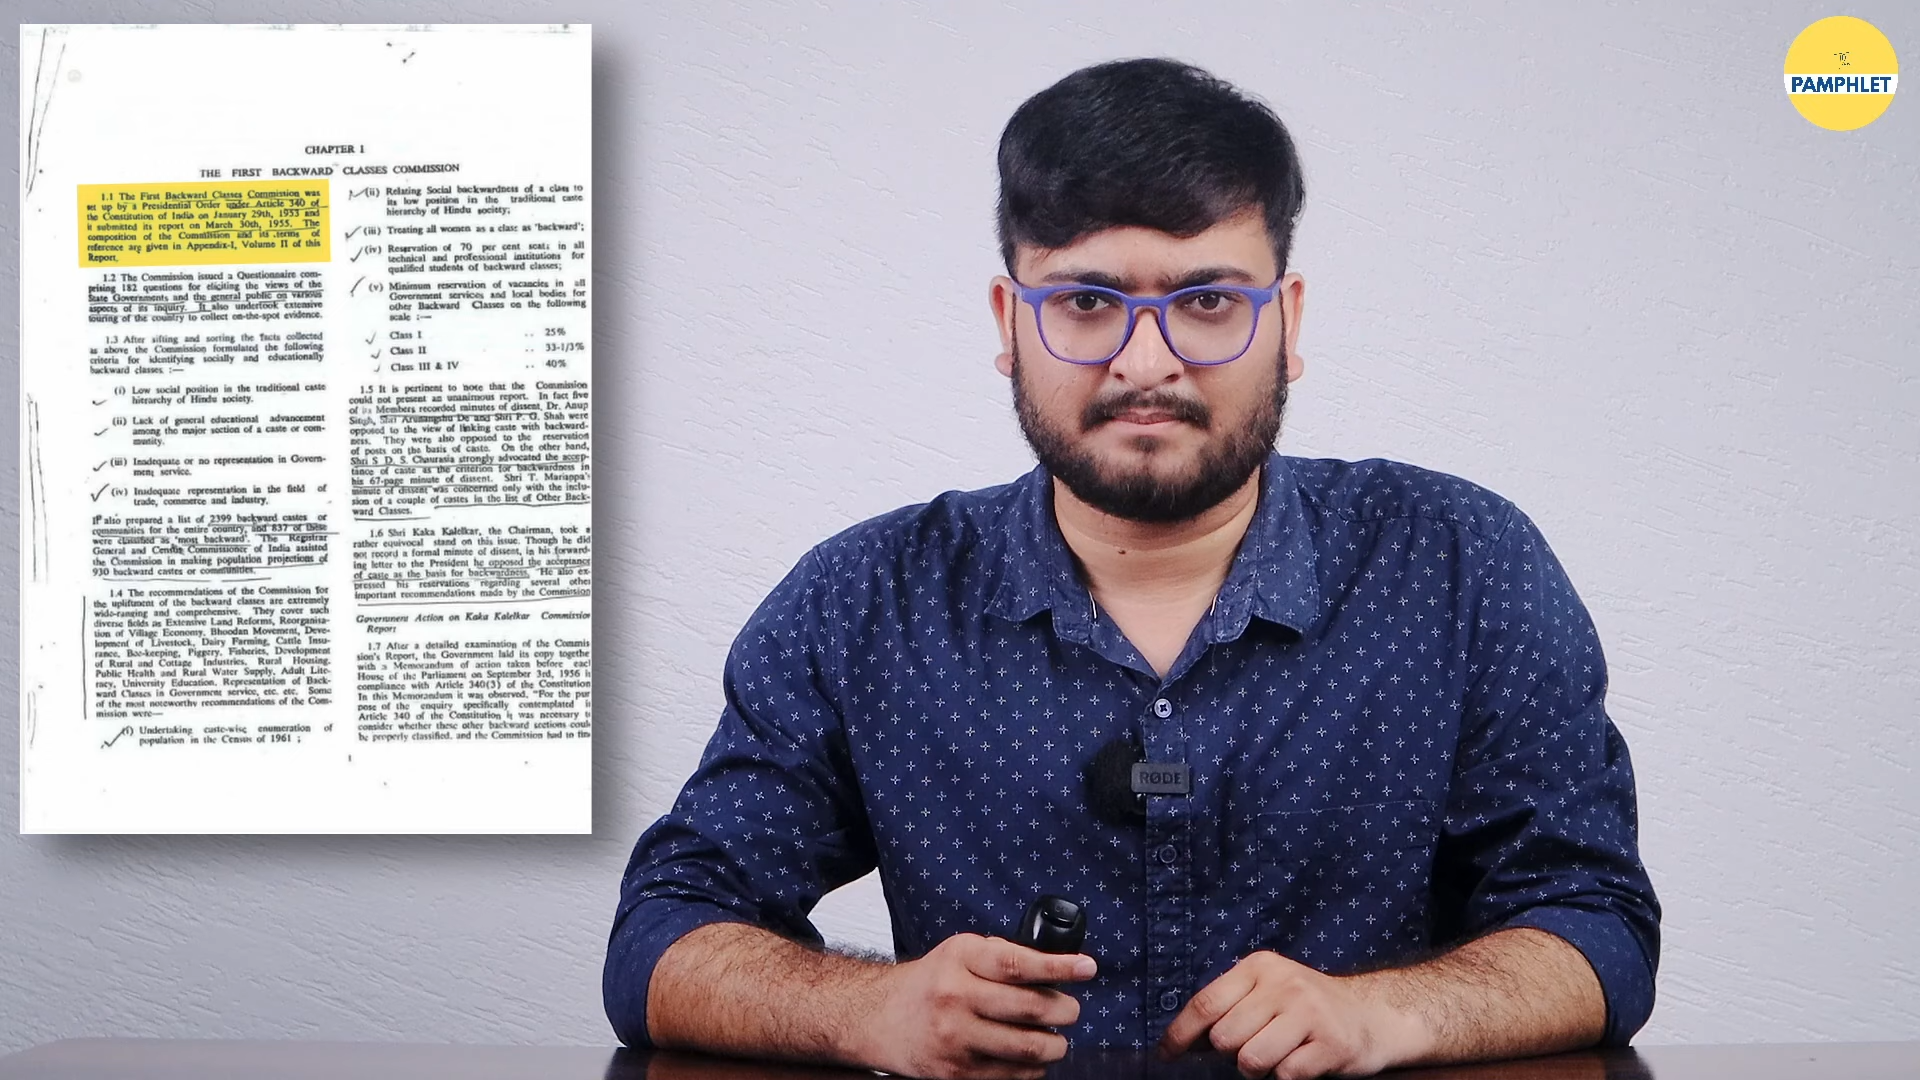 CHAPTER 1
THE FIRST BACKWARD CLASSES COMMISSION
1.1 The First Backward Classes Commission was
set up by a Presidential Order under Article 340 of
the Constitution of India on January 29th, 1953 and
it submitted its report on March 30th, 1955. The
composition of the Commission and its terms of
reference are given in Appendix-I, Volume II of this
Report.
1.2 The Commission issued a Questionnaire com-
prising 182 questions for eliciting the views of the
State Governments and the general public on various
aspects of its inquiry. It also undertook extensive
touring of the country to collect on-the-spot evidence.
1.3 After sifting and sorting the facts collected
as above the Commission formulated the following
criteria for identifying socially and educationally
backward classes. :—
(i) Low social position in the traditional caste
hierarchy of Hindu society.
(ii) Lack of general educational advancement
among the major section of a caste or com-
munity.
(iii) Inadequate or no representation in Govern-
ment service.
(iv) Inadequate representation in the field of
trade, commerce and industry.
It also prepared a list of 2399 backward castes or
communities for the entire country, and 837 of these
were classified as 'most backward'. The Registrar
General and Census Commissioner of India assisted
the Commission in making population projections of
930 backward castes or communities.
1.4 The recommendations of the Commission for
the upliftment of the backward classes are extremely
wide-ranging and comprehensive. They cover such
diverse fields as Extensive Land Reforms, Reorganisa-
tion of Village Economy, Bhoodan Movement, Deve-
lopment of Livestock, Dairy Farming, Cattle Insu-
rance, Bee-keeping, Piggery, Fisheries, Development
of Rural and Cottage Industries, Rural Housing,
Public Health and Rural Water Supply, Adult Lite-
racy, University Education, Representation of Back-
ward Classes in Government service, etc. etc. Some
of the most noteworthy recommendations of the Com-
mission were—
(i) Undertaking caste-wise enumeration of
population in the Census of 1961 ;
(ii) Relating Social backwardness of a class to
its low position in the traditional caste
hierarchy of Hindu society;
(iii) Treating all women as a class as 'backward';
(iv) Reservation of 70 per cent seats in all
technical and professional institutions for
qualified students of backward classes;
(v) Minimum reservation of vacancies in all
Government services and local bodies for
other Backward Classes on the following
scale :—
Class I .. 25%
Class II .. 33-1/3%
Class III & IV .. 40%
1.5 It is pertinent to note that the Commission
could not present an unanimous report. In fact five
of its Members recorded minutes of dissent, Dr. Anup
Singh, Shri Arunangshu De and Shri P. G. Shah were
opposed to the view of linking caste with backward-
ness. They were also opposed to the reservation
of posts on the basis of caste. On the other hand,
Shri S. D. S. Chaurasia strongly advocated the accep-
tance of caste as the criterion for backwardness in
his 67-page minute of dissent. Shri T. Mariappa's
minute of dissent was concerned only with the inclu-
sion of a couple of castes in the list of Other Back-
ward Classes.
1.6 Shri Kaka Kalelkar, the Chairman, took a
rather equivocal stand on this issue. Though he did
not record a formal minute of dissent, in his forward-
ing letter to the President he opposed the acceptance
of caste as the basis for backwardness. He also ex-
pressed his reservations regarding several other
important recommendations made by the Commission
Government Action on Kaka Kalelkar Commission
Report
1.7 After a detailed examination of the Commis
sion's Report, the Government laid its copy togethe
with a Memorandum of action taken before eac
House of the Parliament on September 3rd, 1956 i
compliance with Article 340(3) of the Constitution
In this Memorandum it was observed, "For the pur
pose of the enquiry specifically contemplated i
Article 340 of the Constitution it was necessary t
consider whether these other backward sections coul
be properly classified, and the Commission had to fin
1
PAMPHLET
RØDE